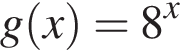 g(x) = 8^x